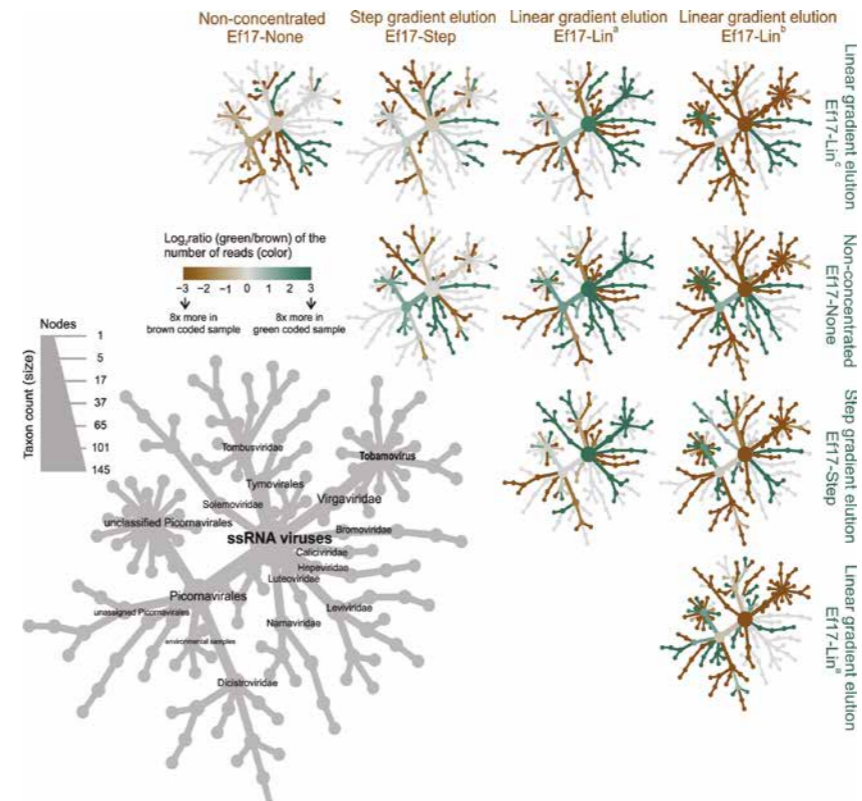 Non-concentrated
Ef17-None
Step gradient elution
Ef17-Step
Linear gradient elution
Ef17-Linᵃ
Linear gradient elution
Ef17-Linᵇ
Linear gradient elution
Ef17-Linᶜ
Log₂ratio (green/brown) of the
number of reads (color)
−3 −2 −1 0 1 2 3
8x more in
brown coded sample
8x more in
green coded sample
Non-concentrated
Ef17-None
Nodes
Taxon count (size)
1
5
17
37
65
101
145
Step gradient elution
Ef17-Step
Tombusviridae
Tobamovirus
Tymovirales
Virgaviridae
Solemoviridae
unclassified Picornavirales
Bromoviridae
ssRNA viruses
Caliciviridae
Hepeviridae
Luteoviridae
Picornavirales
Leviviridae
unassigned Picornavirales
Narnaviridae
environmental samples
Dicistroviridae
Linear gradient elution
Ef17-Linᵃ